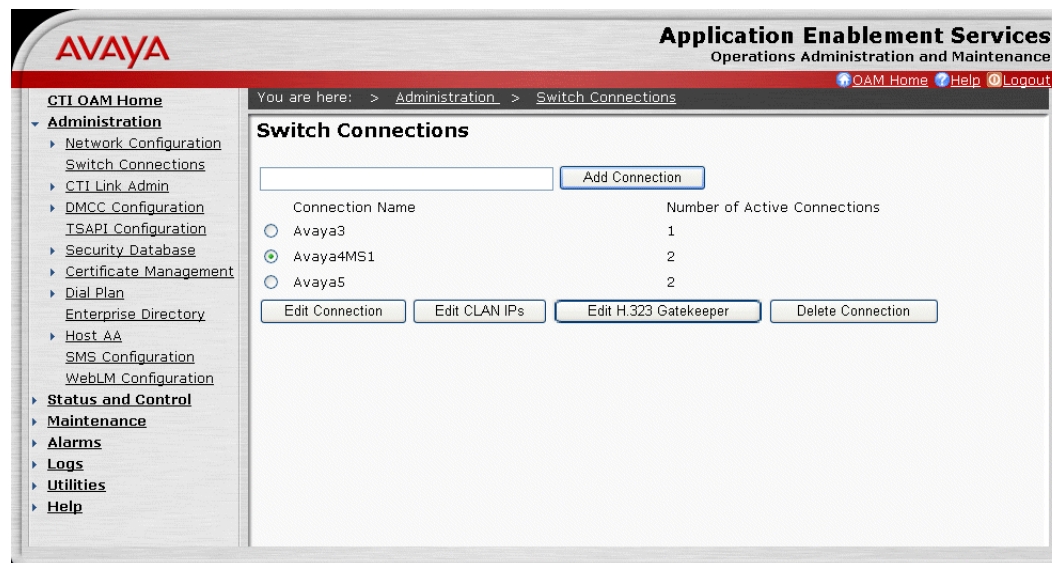 AVAYA
Application Enablement Services
Operations Administration and Maintenance
OAM Home Help Logout
You are here: > Administration > Switch Connections
CTI OAM Home
Administration
Network Configuration
Switch Connections
CTI Link Admin
DMCC Configuration
TSAPI Configuration
Security Database
Certificate Management
Dial Plan
Enterprise Directory
Host AA
SMS Configuration
WebLM Configuration
Status and Control
Maintenance
Alarms
Logs
Utilities
Help
Switch Connections
Add Connection
Connection Name Number of Active Connections
Avaya3 1
Avaya4MS1 2
Avaya5 2
Edit Connection Edit CLAN IPs Edit H.323 Gatekeeper Delete Connection